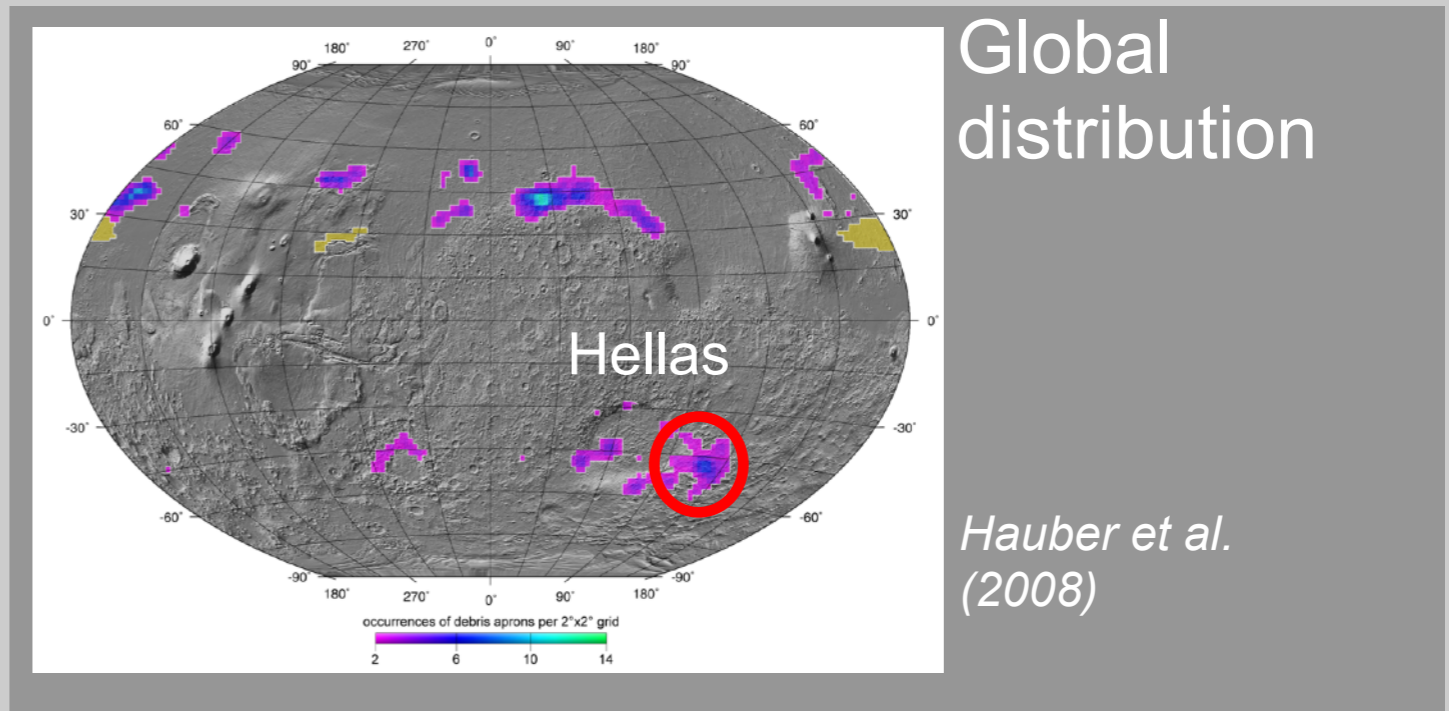 Global
distribution
180° 270° 0° 90° 180°
90° 90°
60° 60°
30° 30°
0° 0°
Hellas
-30° -30°
-60° -60°
-90° -90°
180° 270° 0° 90° 180°
occurrences of debris aprons per 2°x2° grid
2 6 10 14
Hauber et al.
(2008)